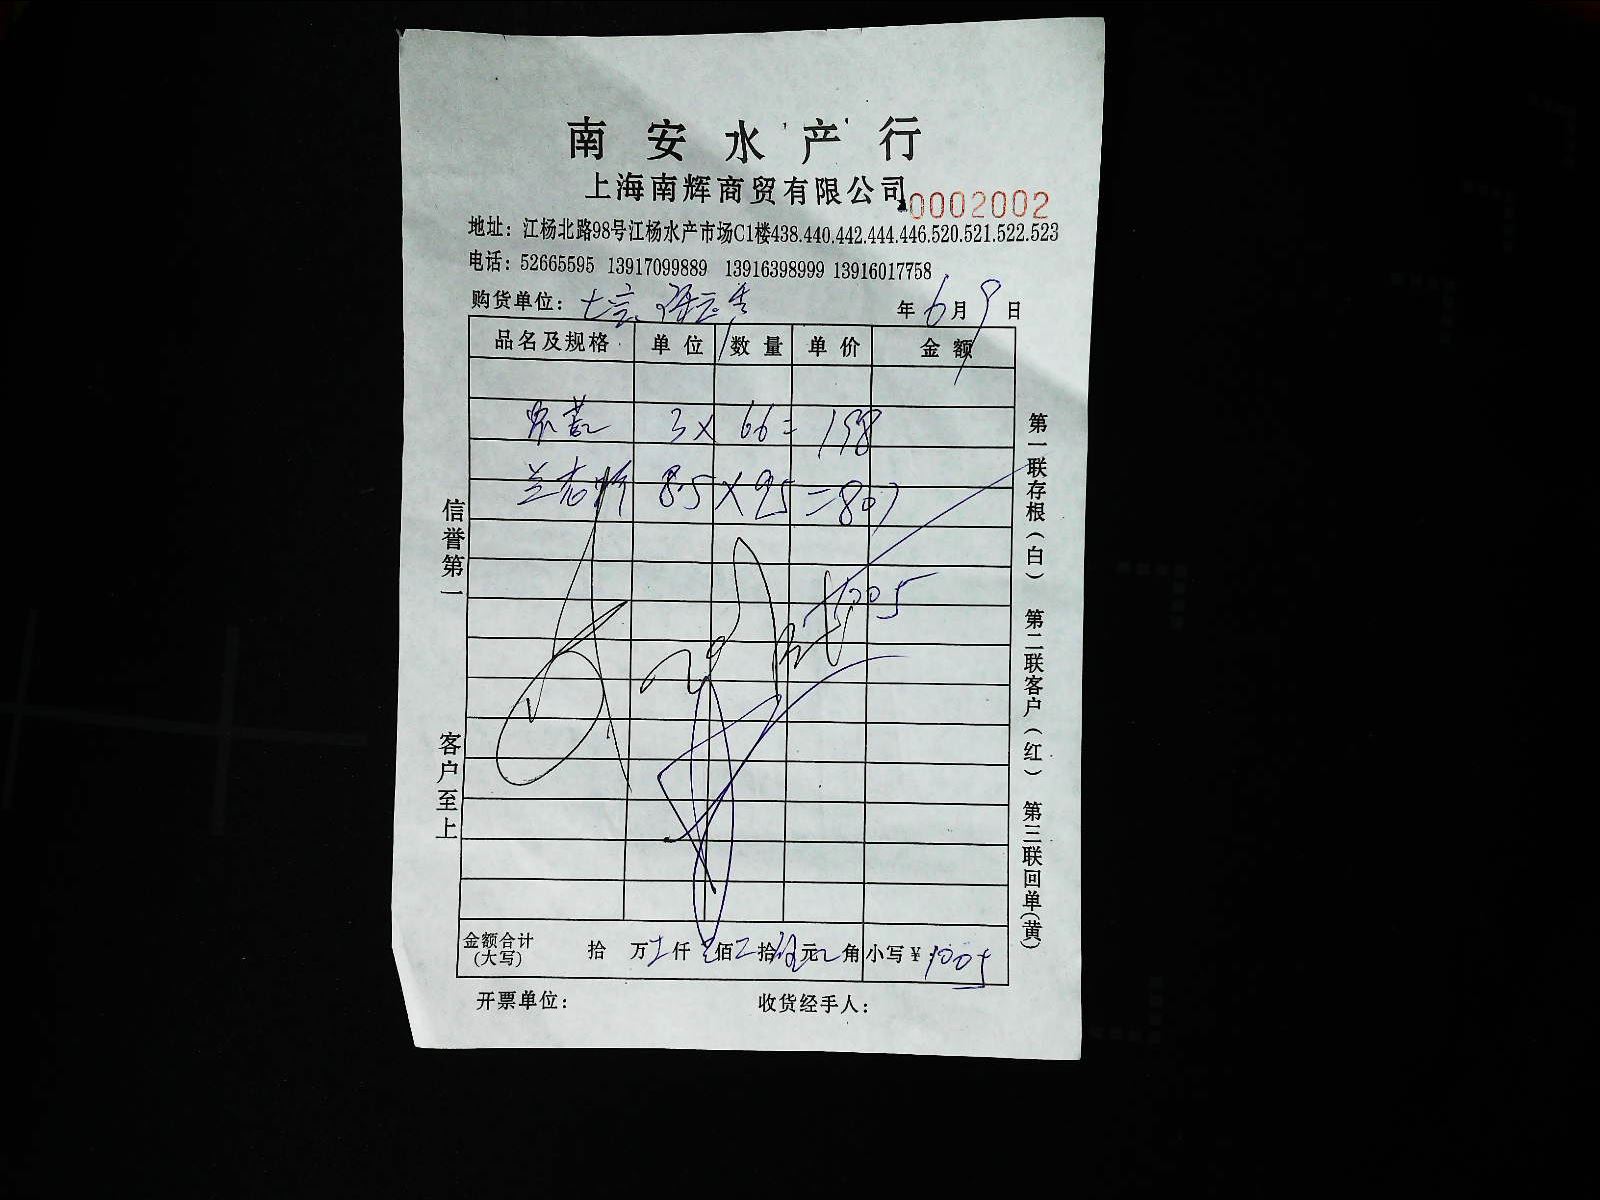 南安水产行
上海南辉商贸有限公司
0002002
地址：江杨北路98号江杨水产市场C1楼438.440.442.444.446.520.521.522.523
电话：52665595 13917099889 13916398999 13916017758
购货单位：
年6月9日
品名及规格 单位 数量 单价 金额
3× 66= 198
8.5×95=807
1005
金额合计(大写) 拾 万 仟 佰 拾 元 角 小写¥1005
开票单位： 收货经手人：
信誉第一 客户至上
第一联存根(白) 第二联客户(红) 第三联回单(黄)